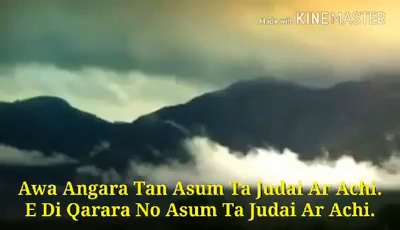 Made with KINEMASTER
Awa Angara Tan Asum Ta Judai Ar Achi.
E Di Qarara No Asum Ta Judai Ar Achi.